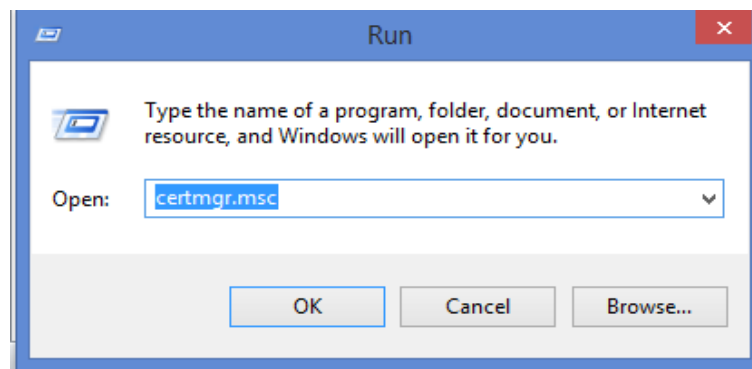 Run
Type the name of a program, folder, document, or Internet
resource, and Windows will open it for you.
Open: certmgr.msc
OK Cancel Browse...